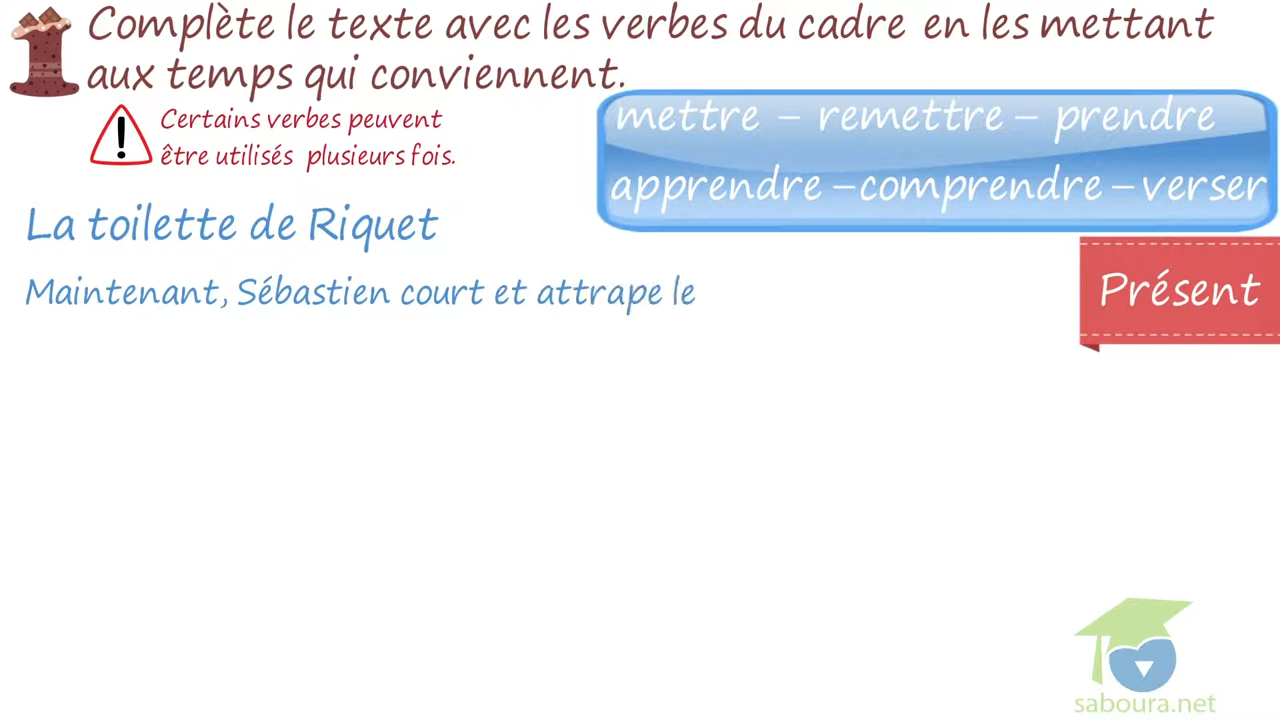 Complète le texte avec les verbes du cadre en les mettant
aux temps qui conviennent.
Certains verbes peuvent
être utilisés plusieurs fois.
mettre – remettre – prendre
apprendre – comprendre – verser
La toilette de Riquet
Maintenant, Sébastien court et attrape le
Présent
saboura.net